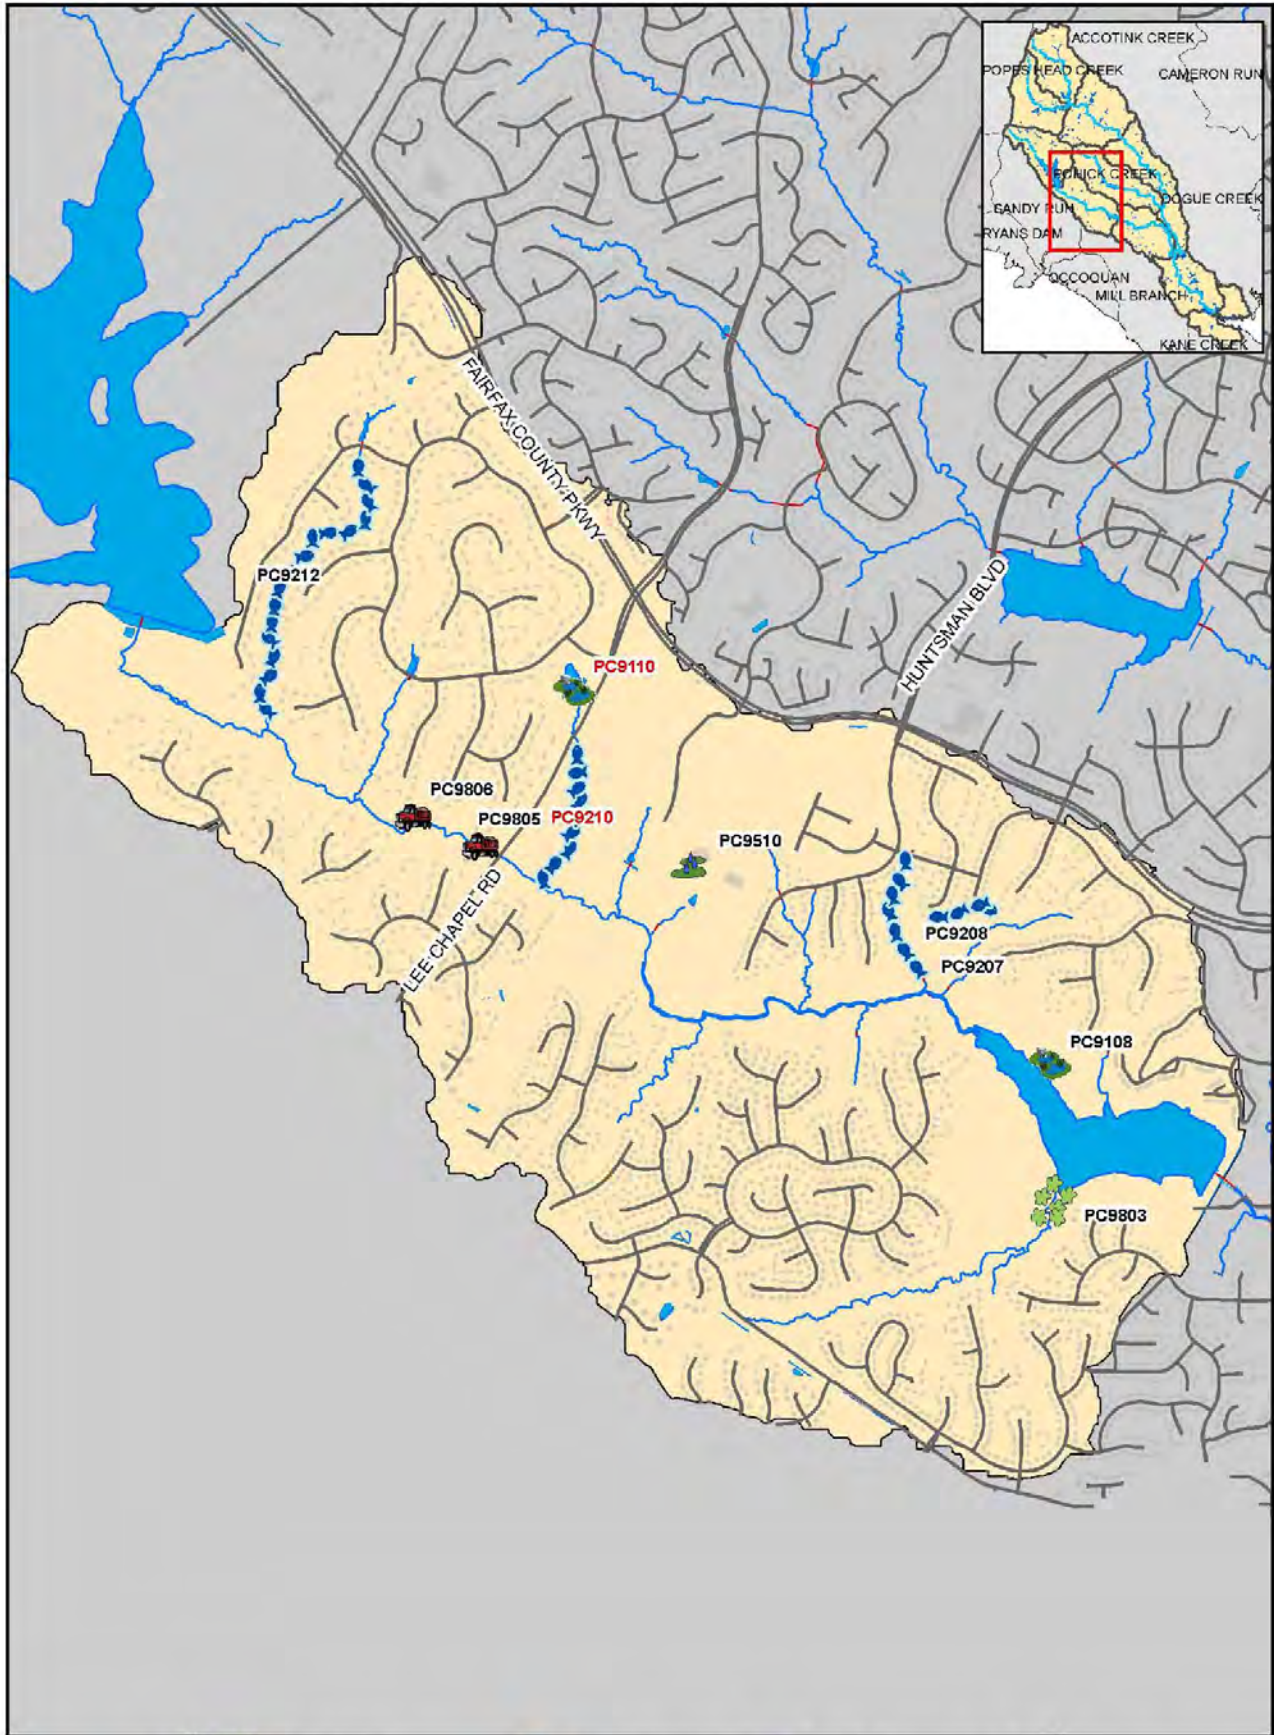 ACCOTINK CREEK
POPES HEAD CREEK
CAMERON RUN
POHICK CREEK
SANDY RUN
DOGUE CREEK
RYANS DAM
OCCOQUAN
MILL BRANCH
KANE CREEK
FAIRFAX COUNTY PKWY
HUNTSMAN BLVD
PC9212
PC9110
PC9806
PC9805
PC9210
PC9510
LEE CHAPEL RD
PC9208
PC9207
PC9108
PC9803